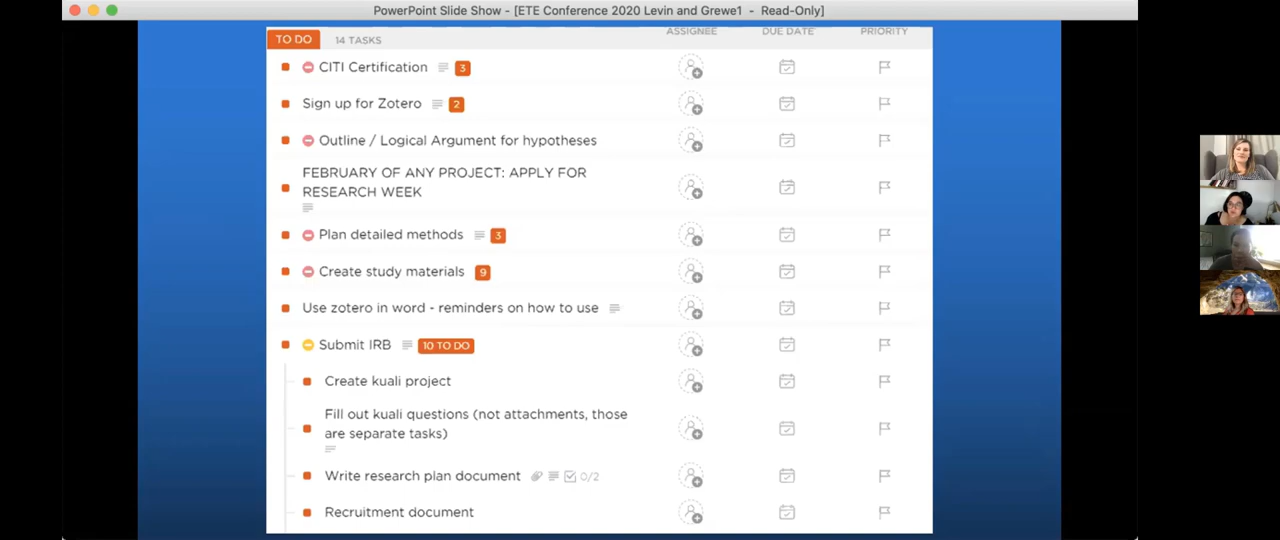 PowerPoint Slide Show - [ETE Conference 2020 Levin and Grewe1 - Read-Only]
TO DO 14 TASKS ASSIGNEE DUE DATE PRIORITY
CITI Certification 3
Sign up for Zotero 2
Outline / Logical Argument for hypotheses
FEBRUARY OF ANY PROJECT: APPLY FOR
RESEARCH WEEK
Plan detailed methods 3
Create study materials 9
Use zotero in word - reminders on how to use
Submit IRB 10 TO DO
Create kuali project
Fill out kuali questions (not attachments, those
are separate tasks)
Write research plan document 0/2
Recruitment document